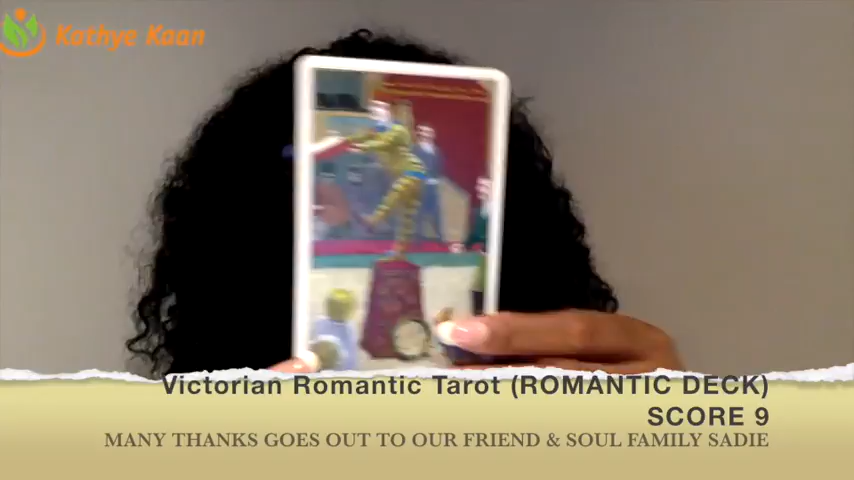 Kathye Kaan
Victorian Romantic Tarot (ROMANTIC DECK)
SCORE 9
MANY THANKS GOES OUT TO OUR FRIEND & SOUL FAMILY SADIE